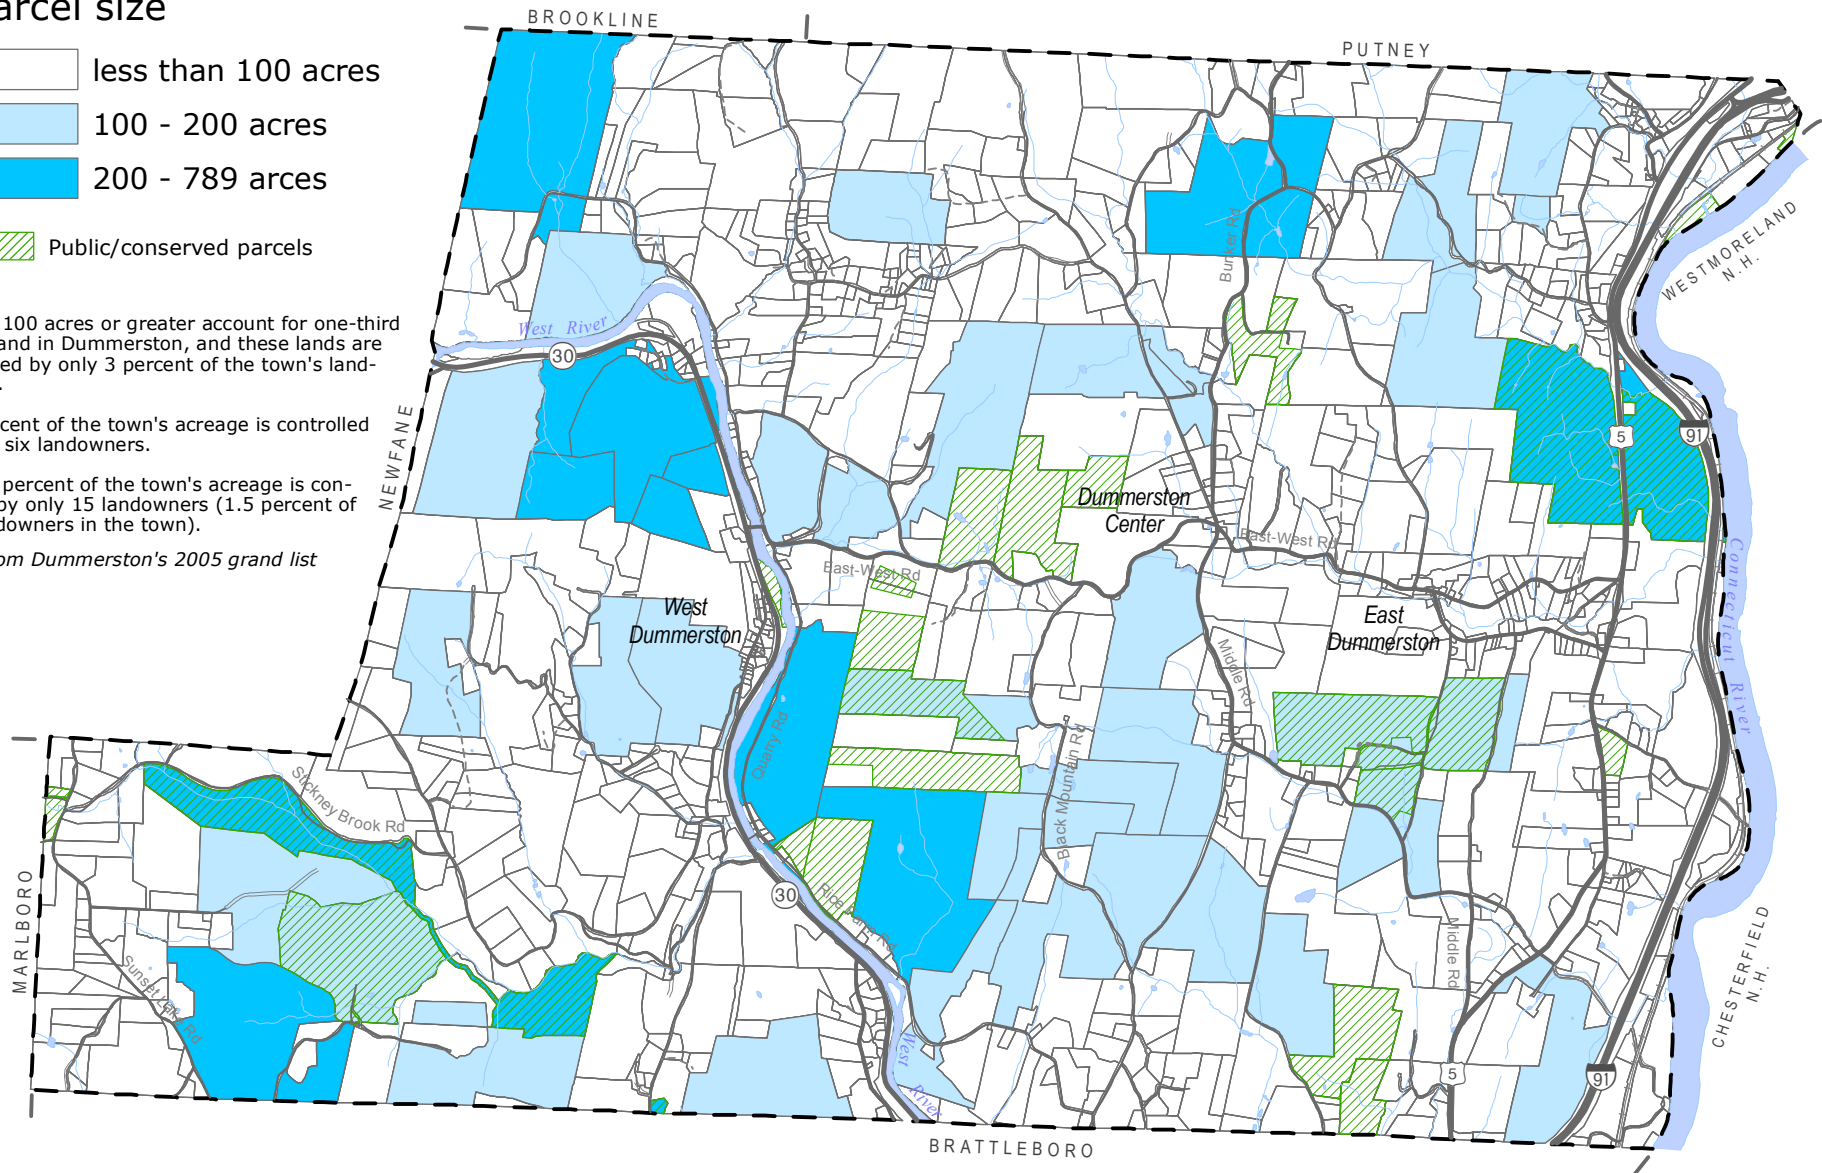 arcel size
less than 100 acres
100 - 200 acres
200 - 789 arces
Public/conserved parcels
100 acres or greater account for one-third
and in Dummerston, and these lands are
ed by only 3 percent of the town's land-
.
cent of the town's acreage is controlled
six landowners.
percent of the town's acreage is con-
by only 15 landowners (1.5 percent of
downers in the town).
om Dummerston's 2005 grand list
BROOKLINE
PUTNEY
WESTMORELAND
N.H.
NEWFANE
West River
30
Bunker Rd
5
91
Dummerston
Center
East-West Rd
East-West Rd
West
Dummerston
East
Dummerston
Connecticut River
Middle Rd
Quarry Rd
Black Mountain Rd
Stickney Brook Rd
MARLBORO
Sunset Lake Rd
30
Rice Farm Rd
Middle Rd
CHESTERFIELD
N.H.
West River
5
91
BRATTLEBORO